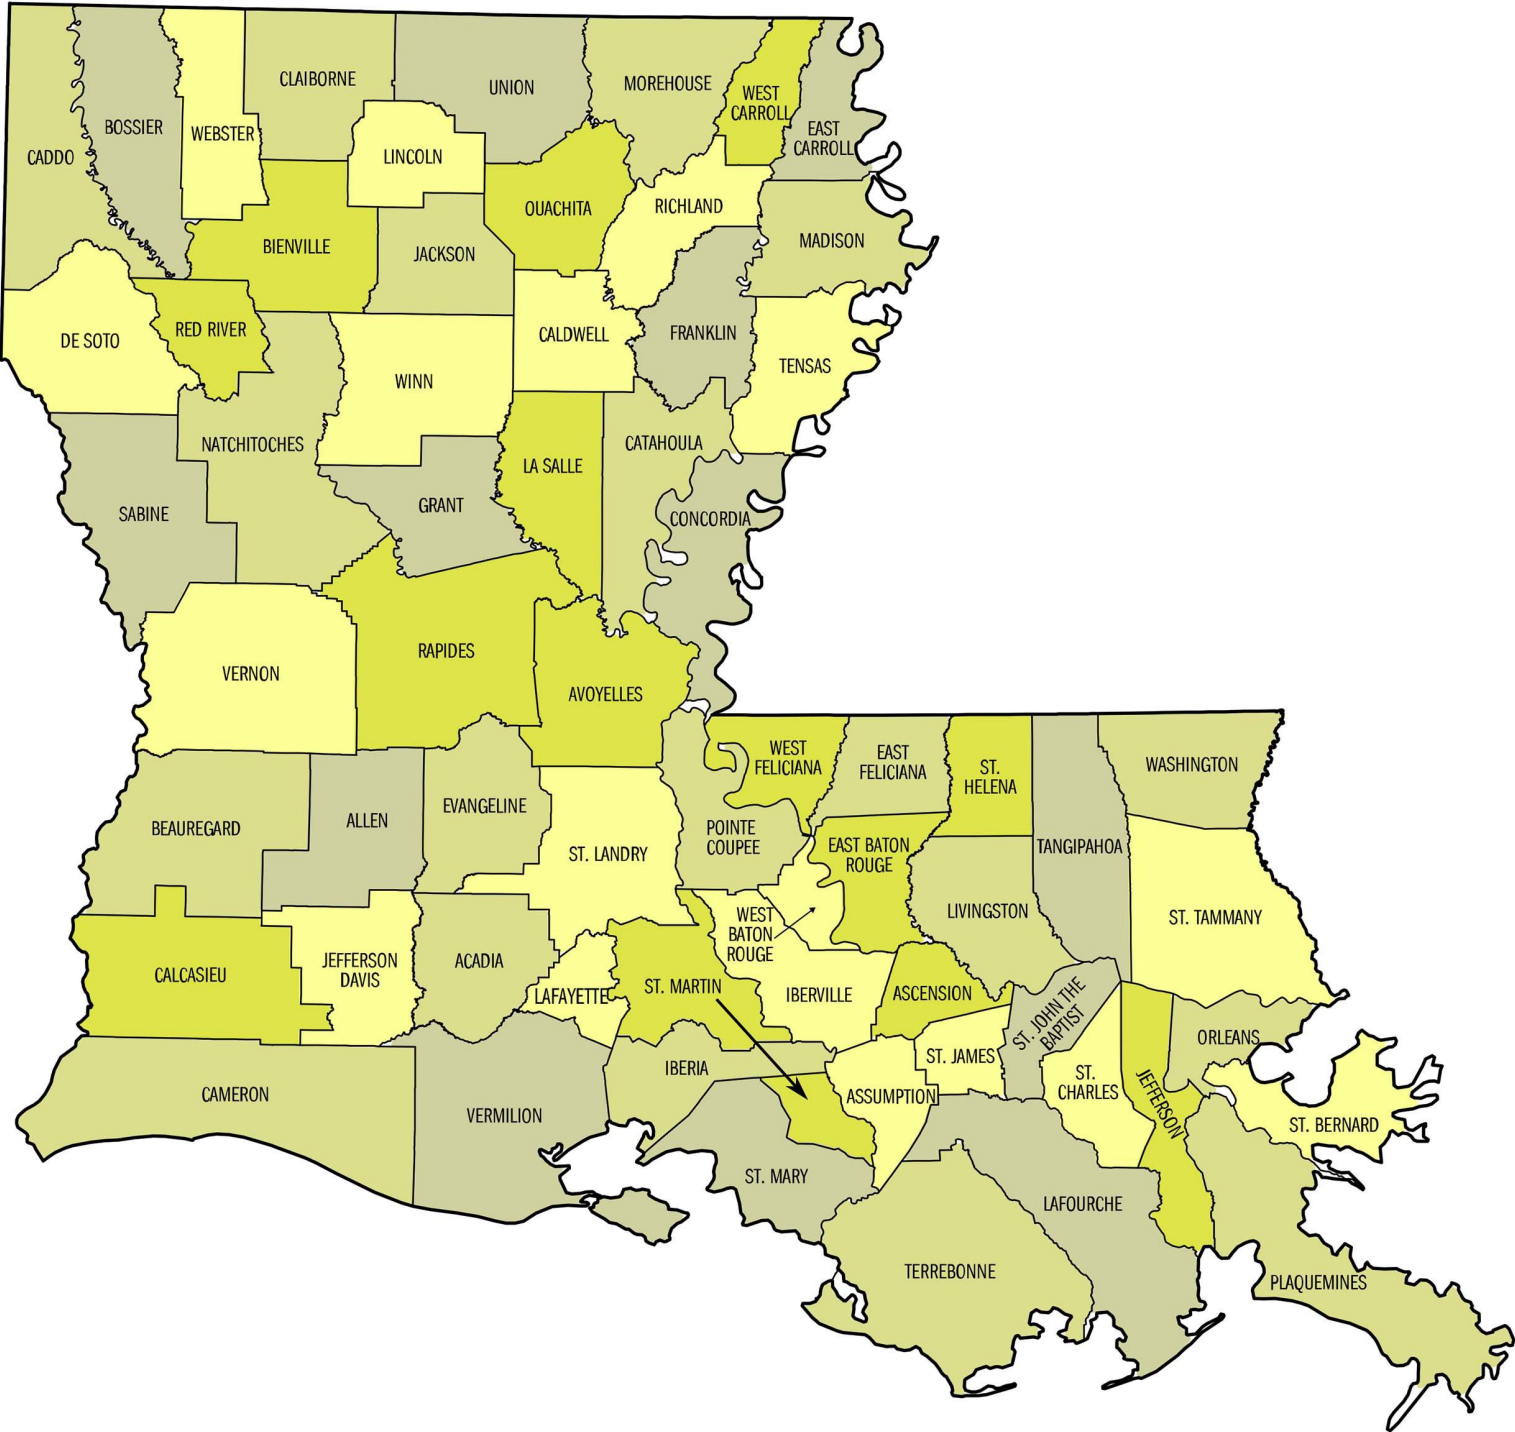 CLAIBORNE
UNION
MOREHOUSE
WEST
CARROLL
EAST
CARROLL
BOSSIER
WEBSTER
CADDO
LINCOLN
OUACHITA
RICHLAND
MADISON
BIENVILLE
JACKSON
RED RIVER
DE SOTO
CALDWELL
FRANKLIN
TENSAS
WINN
NATCHITOCHES
CATAHOULA
LA SALLE
GRANT
SABINE
CONCORDIA
RAPIDES
VERNON
AVOYELLES
WEST
FELICIANA
EAST
FELICIANA
ST.
HELENA
WASHINGTON
EVANGELINE
ALLEN
BEAUREGARD
POINTE
COUPEE
EAST BATON
ROUGE
TANGIPAHOA
ST. LANDRY
LIVINGSTON
ST. TAMMANY
WEST
BATON
ROUGE
JEFFERSON
DAVIS
ACADIA
CALCASIEU
LAFAYETTE
ST. MARTIN
IBERVILLE
ASCENSION
ST. JOHN THE
BAPTIST
ORLEANS
ST. JAMES
IBERIA
ST.
CHARLES
JEFFERSON
CAMERON
ASSUMPTION
VERMILION
ST. BERNARD
ST. MARY
LAFOURCHE
TERREBONNE
PLAQUEMINES